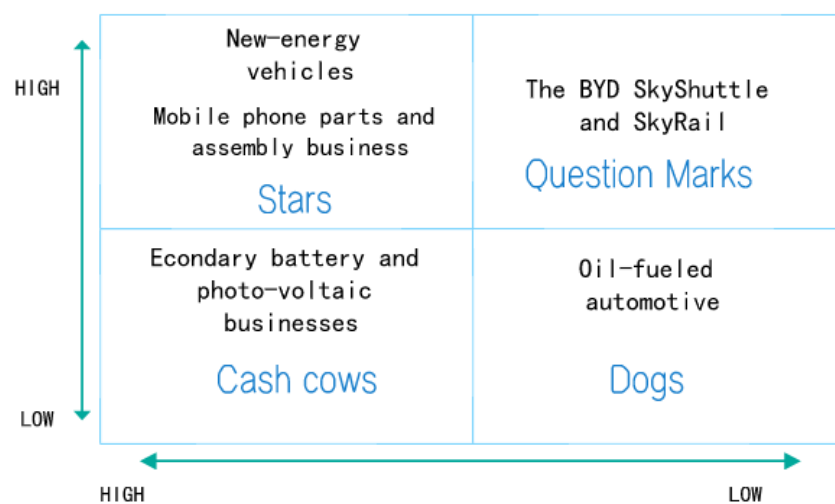 HIGH
New-energy
vehicles
Mobile phone parts and
assembly business
Stars
The BYD SkyShuttle
and SkyRail
Question Marks
Econdary battery and
photo-voltaic
businesses
Cash cows
Oil-fueled
automotive
Dogs
LOW
HIGH
LOW